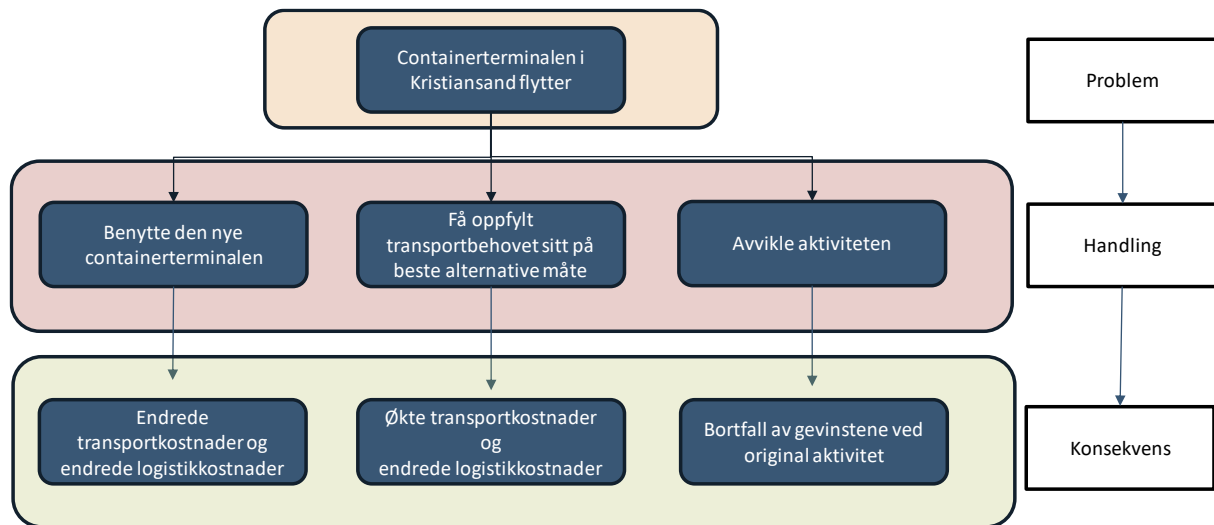 Containerterminalen i
Kristiansand flytter
Problem
Benytte den nye
containerterminalen
Få oppfylt
transportbehovet sitt på
beste alternative måte
Avvikle aktiviteten
Handling
Endrede
transportkostnader og
endrede logistikkostnader
Økte transportkostnader
og
endrede logistikkostnader
Bortfall av gevinstene ved
original aktivitet
Konsekvens